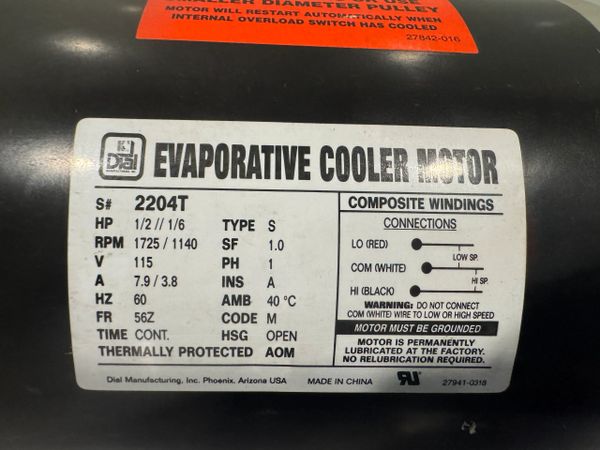 SMALLER DIAMETER PULLEY
MOTOR WILL RESTART AUTOMATICALLY WHEN
INTERNAL OVERLOAD SWITCH HAS COOLED
27842-016
Dial
EVAPORATIVE COOLER MOTOR
S# 2204T
HP 1/2 // 1/6 TYPE S
RPM 1725 / 1140 SF 1.0
V 115 PH 1
A 7.9 / 3.8 INS A
HZ 60 AMB 40 °C
FR 56Z CODE M
TIME CONT. HSG OPEN
THERMALLY PROTECTED AOM
COMPOSITE WINDINGS
CONNECTIONS
LO (RED)
LOW SP.
COM (WHITE)
HI SP.
HI (BLACK)
WARNING: DO NOT CONNECT
COM (WHITE) WIRE TO LOW OR HIGH SPEED
MOTOR MUST BE GROUNDED
MOTOR IS PERMANENTLY
LUBRICATED AT THE FACTORY.
NO RELUBRICATION REQUIRED.
Dial Manufacturing, Inc. Phoenix, Arizona USA MADE IN CHINA 27941-0318